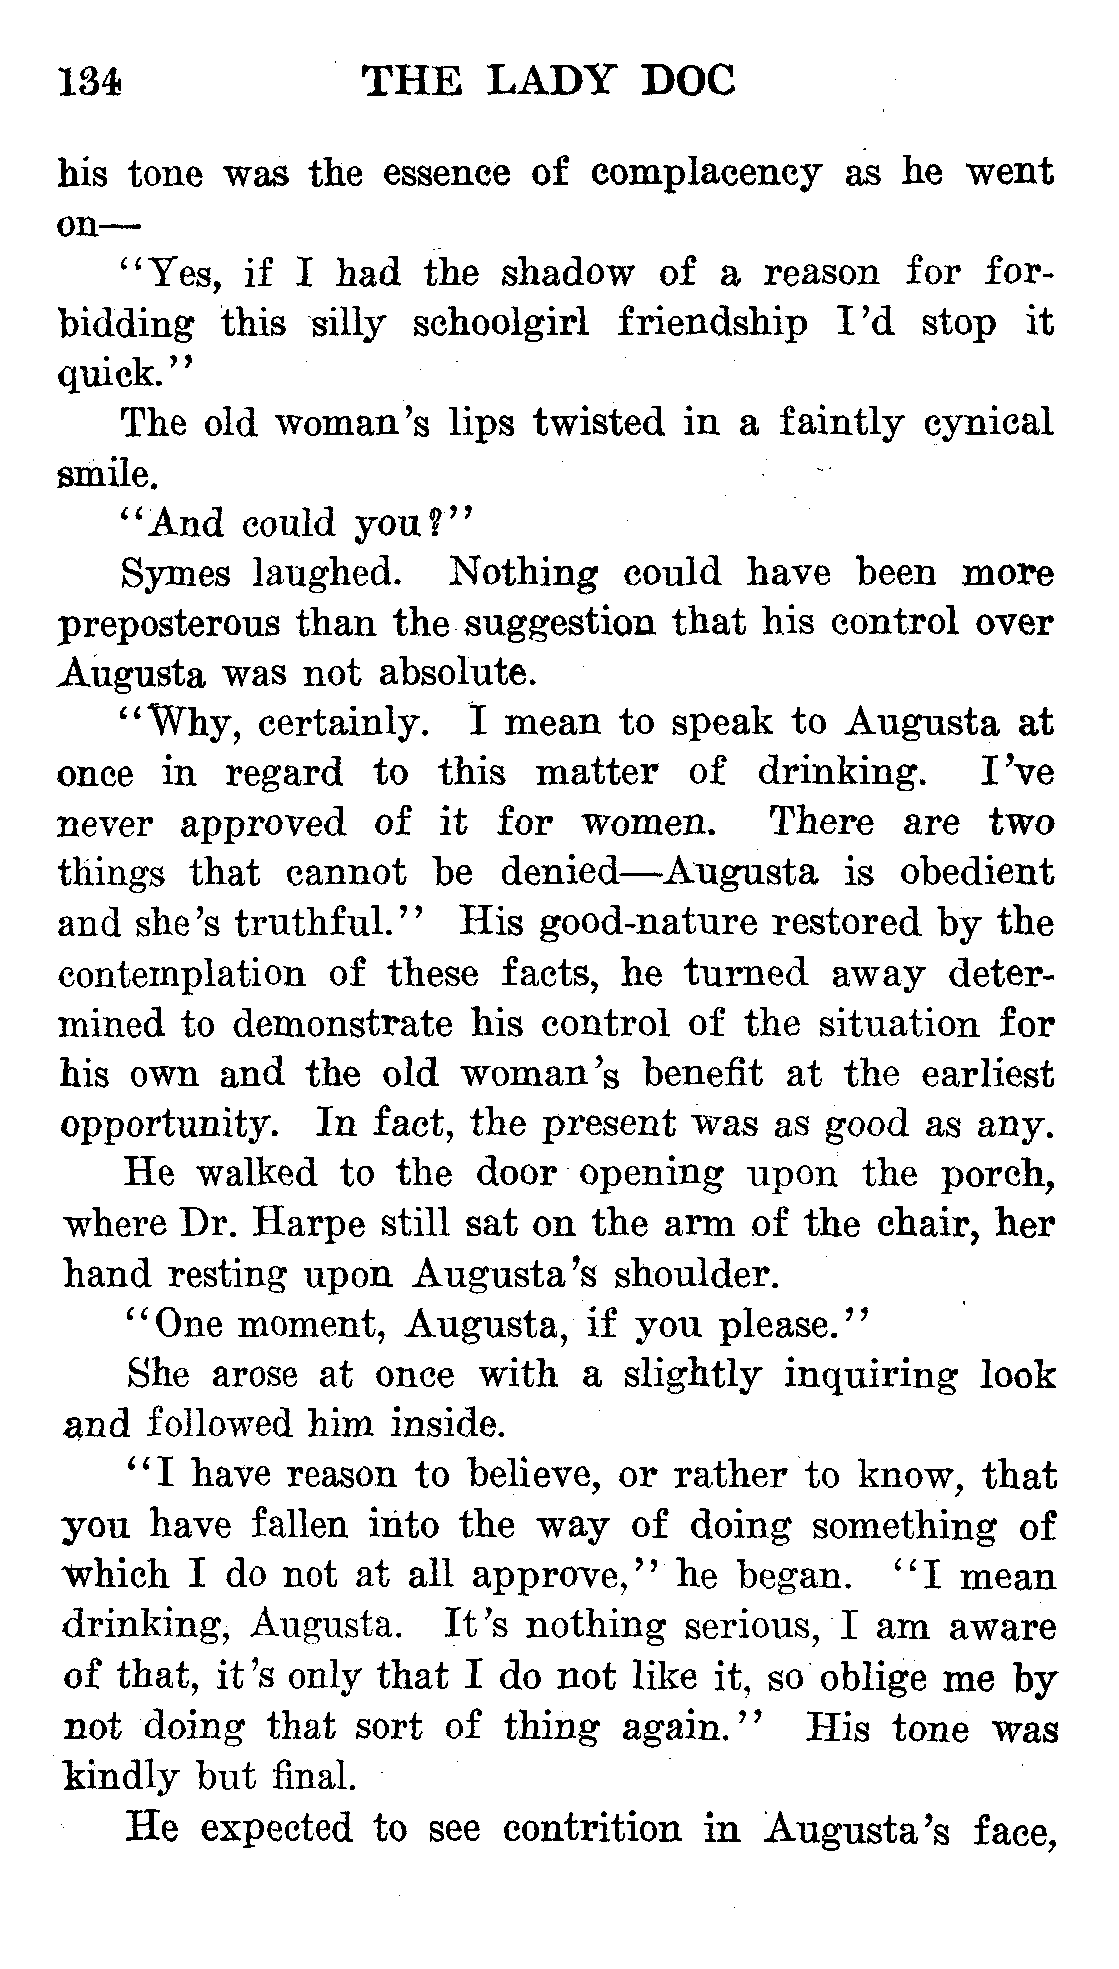 134 THE LADY DOC
his tone was the essence of complacency as he went
on—
"Yes, if I had the shadow of a reason for for-
bidding this silly schoolgirl friendship I'd stop it
quick."
The old woman's lips twisted in a faintly cynical
smile.
"And could you?"
Symes laughed. Nothing could have been more
preposterous than the suggestion that his control over
Augusta was not absolute.
"Why, certainly. I mean to speak to Augusta at
once in regard to this matter of drinking. I've
never approved of it for women. There are two
things that cannot be denied—Augusta is obedient
and she's truthful." His good-nature restored by the
contemplation of these facts, he turned away deter-
mined to demonstrate his control of the situation for
his own and the old woman's benefit at the earliest
opportunity. In fact, the present was as good as any.
He walked to the door opening upon the porch,
where Dr. Harpe still sat on the arm of the chair, her
hand resting upon Augusta's shoulder.
"One moment, Augusta, if you please."
She arose at once with a slightly inquiring look
and followed him inside.
"I have reason to believe, or rather to know, that
you have fallen into the way of doing something of
which I do not at all approve," he began. "I mean
drinking, Augusta. It's nothing serious, I am aware
of that, it's only that I do not like it, so oblige me by
not doing that sort of thing again." His tone was
kindly but final.
He expected to see contrition in Augusta's face,